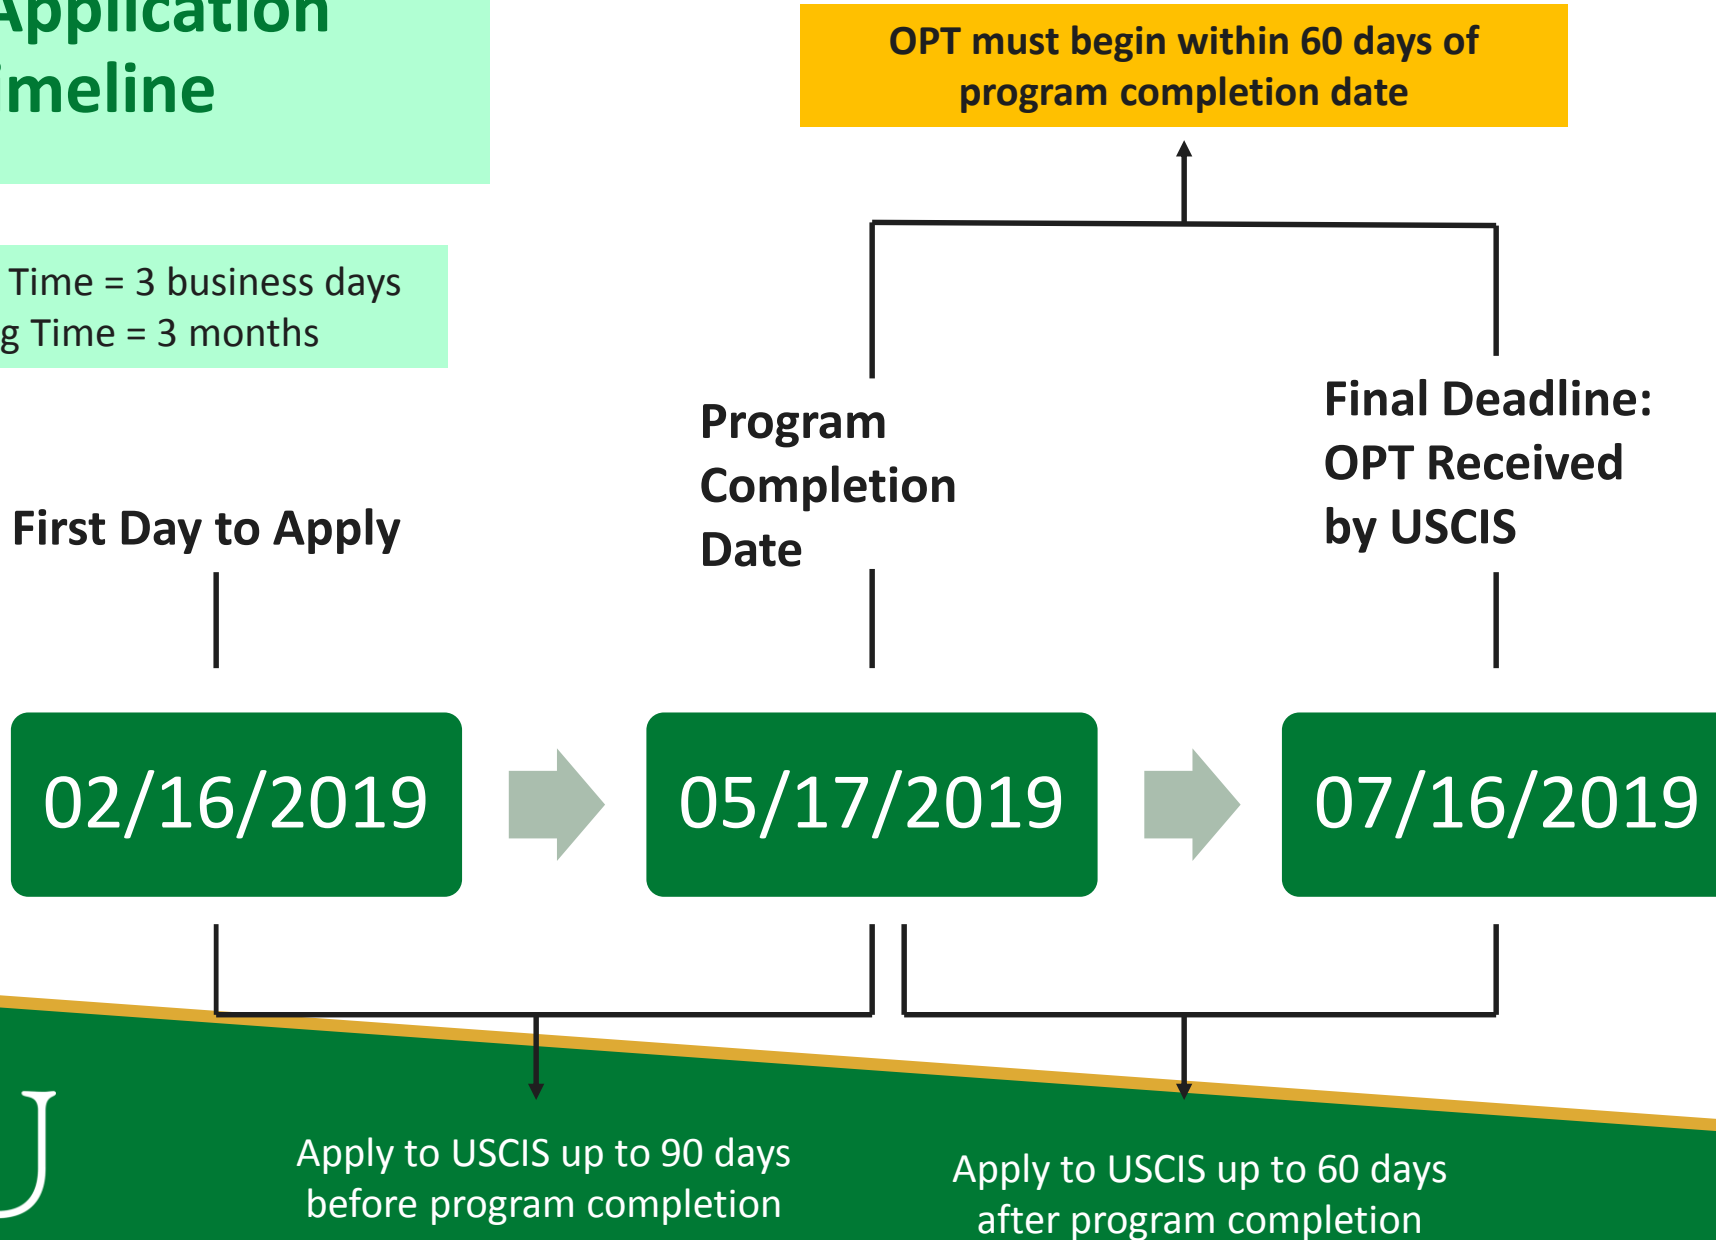 Application
imeline
OPT must begin within 60 days of
program completion date
Time = 3 business days
g Time = 3 months
First Day to Apply
Program
Completion
Date
Final Deadline:
OPT Received
by USCIS
02/16/2019
05/17/2019
07/16/2019
Apply to USCIS up to 90 days
before program completion
Apply to USCIS up to 60 days
after program completion
U